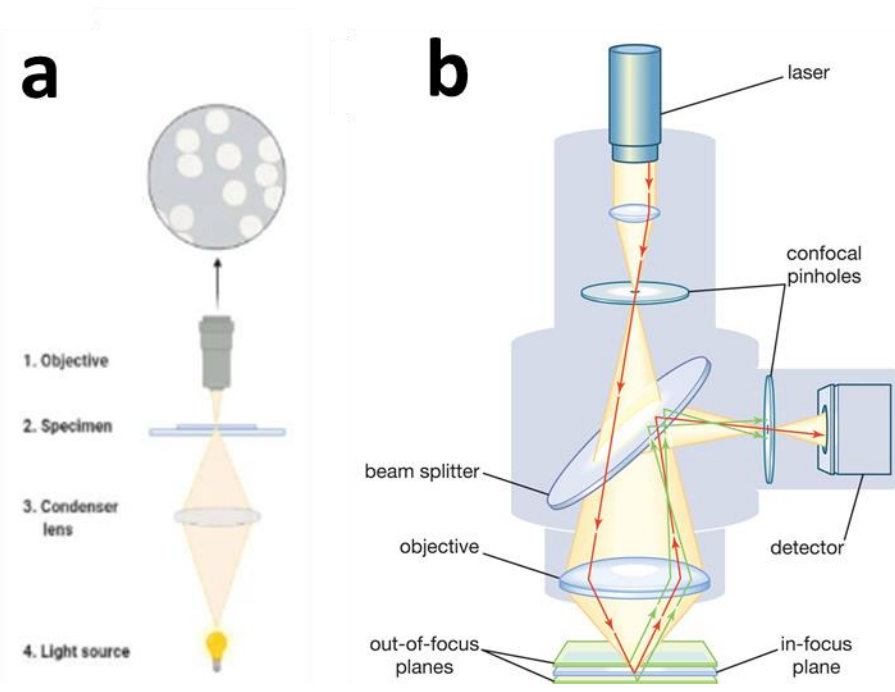 a
1. Objective
2. Specimen
3. Condenser
lens
4. Light source
b
laser
confocal
pinholes
beam splitter
objective
detector
out-of-focus
planes
in-focus
plane